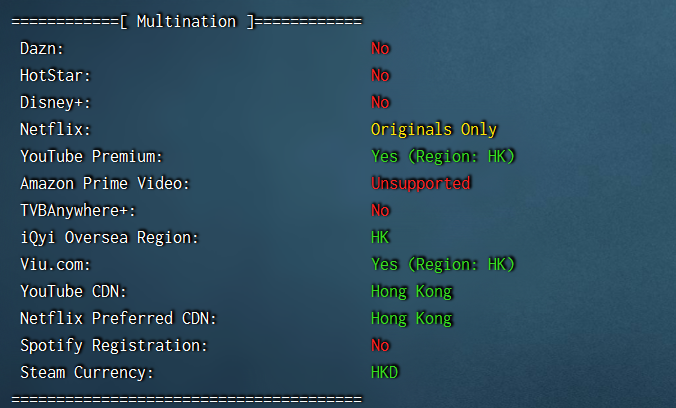 ============[ Multination ]============
Dazn: No
HotStar: No
Disney+: No
Netflix: Originals Only
YouTube Premium: Yes (Region: HK)
Amazon Prime Video: Unsupported
TVBAnywhere+: No
iQyi Oversea Region: HK
Viu.com: Yes (Region: HK)
YouTube CDN: Hong Kong
Netflix Preferred CDN: Hong Kong
Spotify Registration: No
Steam Currency: HKD
=======================================